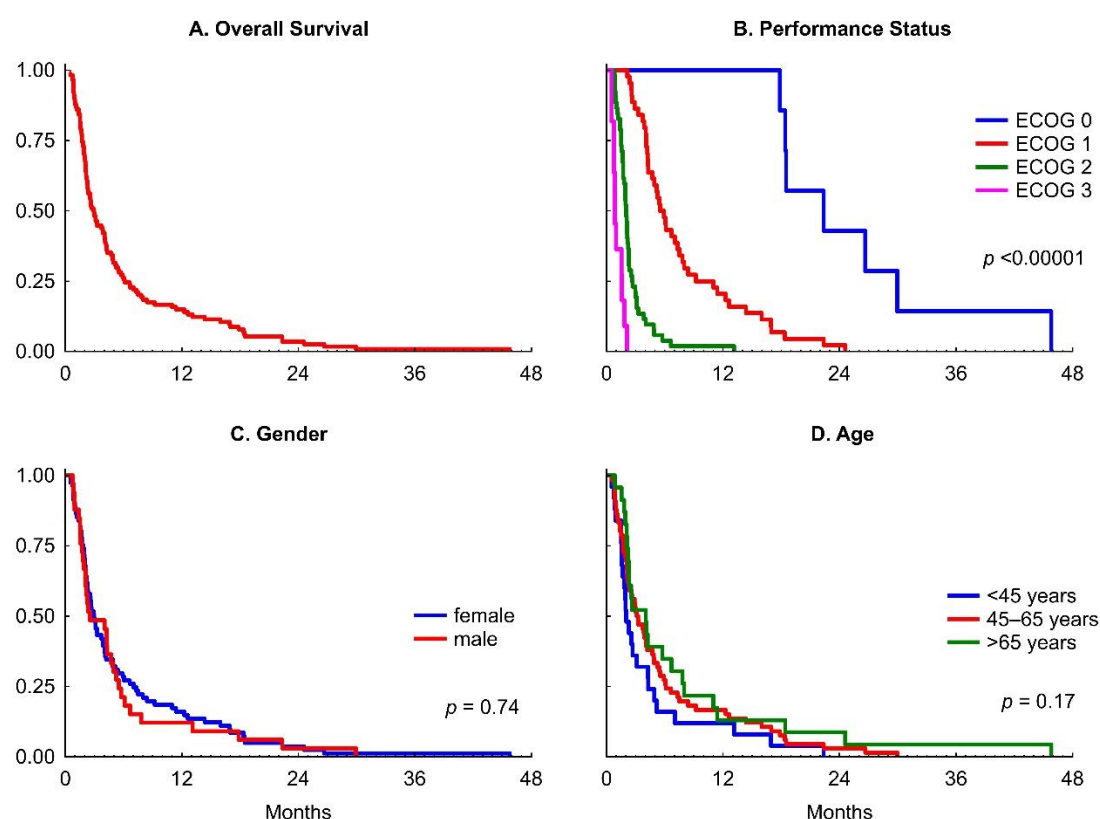 A. Overall Survival
1.00
0.75
0.50
0.25
0.00
0 12 24 36 48
B. Performance Status
ECOG 0
ECOG 1
ECOG 2
ECOG 3
p <0.00001
0 12 24 36 48
C. Gender
1.00
0.75
0.50
0.25
0.00
female
male
p = 0.74
0 12 24 36 48
Months
D. Age
<45 years
45–65 years
>65 years
p = 0.17
0 12 24 36 48
Months